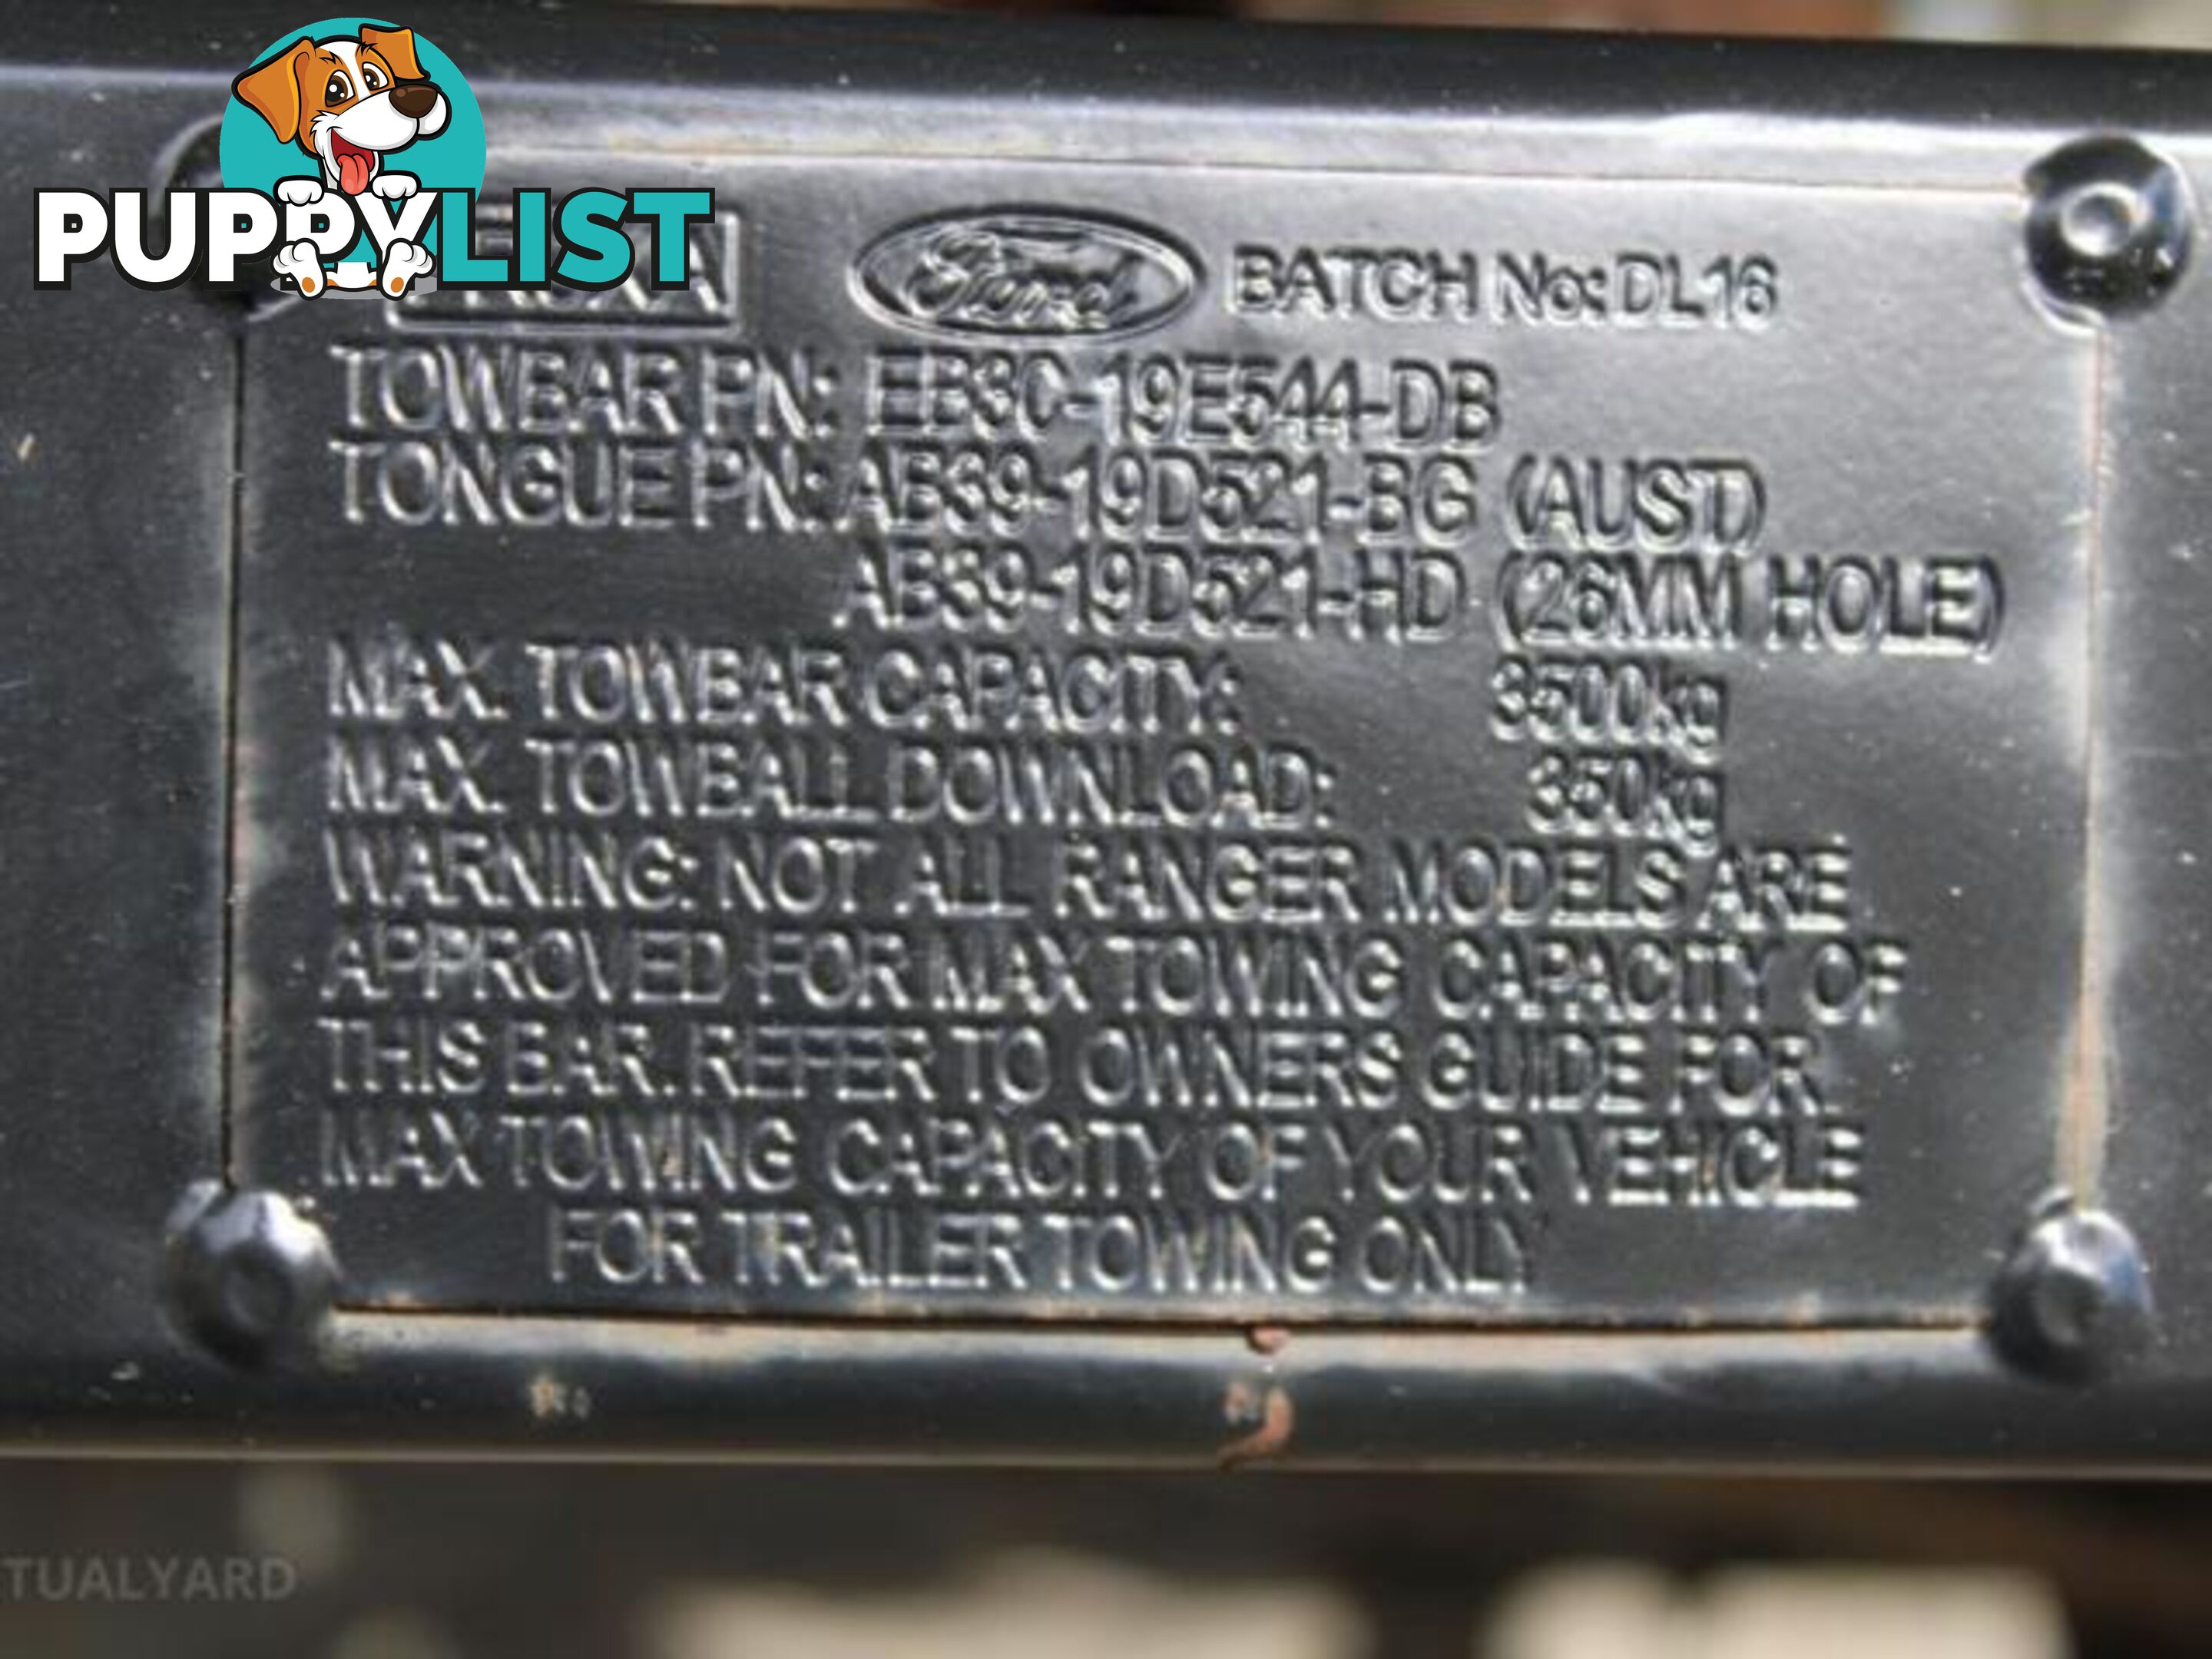 PUPPYLIST
Ford BATCH No: DL16
TOWBAR PN: EB3C-19E544-DB
TONGUE PN: AB39-19D521-BG (AUST)
AB39-19D521-HD (26MM HOLE)
MAX. TOWBAR CAPACITY: 3500kg
MAX. TOWBALL DOWNLOAD: 350kg
WARNING: NOT ALL RANGER MODELS ARE
APPROVED FOR MAX TOWING CAPACITY OF
THIS BAR. REFER TO OWNERS GUIDE FOR
MAX TOWING CAPACITY OF YOUR VEHICLE
FOR TRAILER TOWING ONLY
TUALYARD